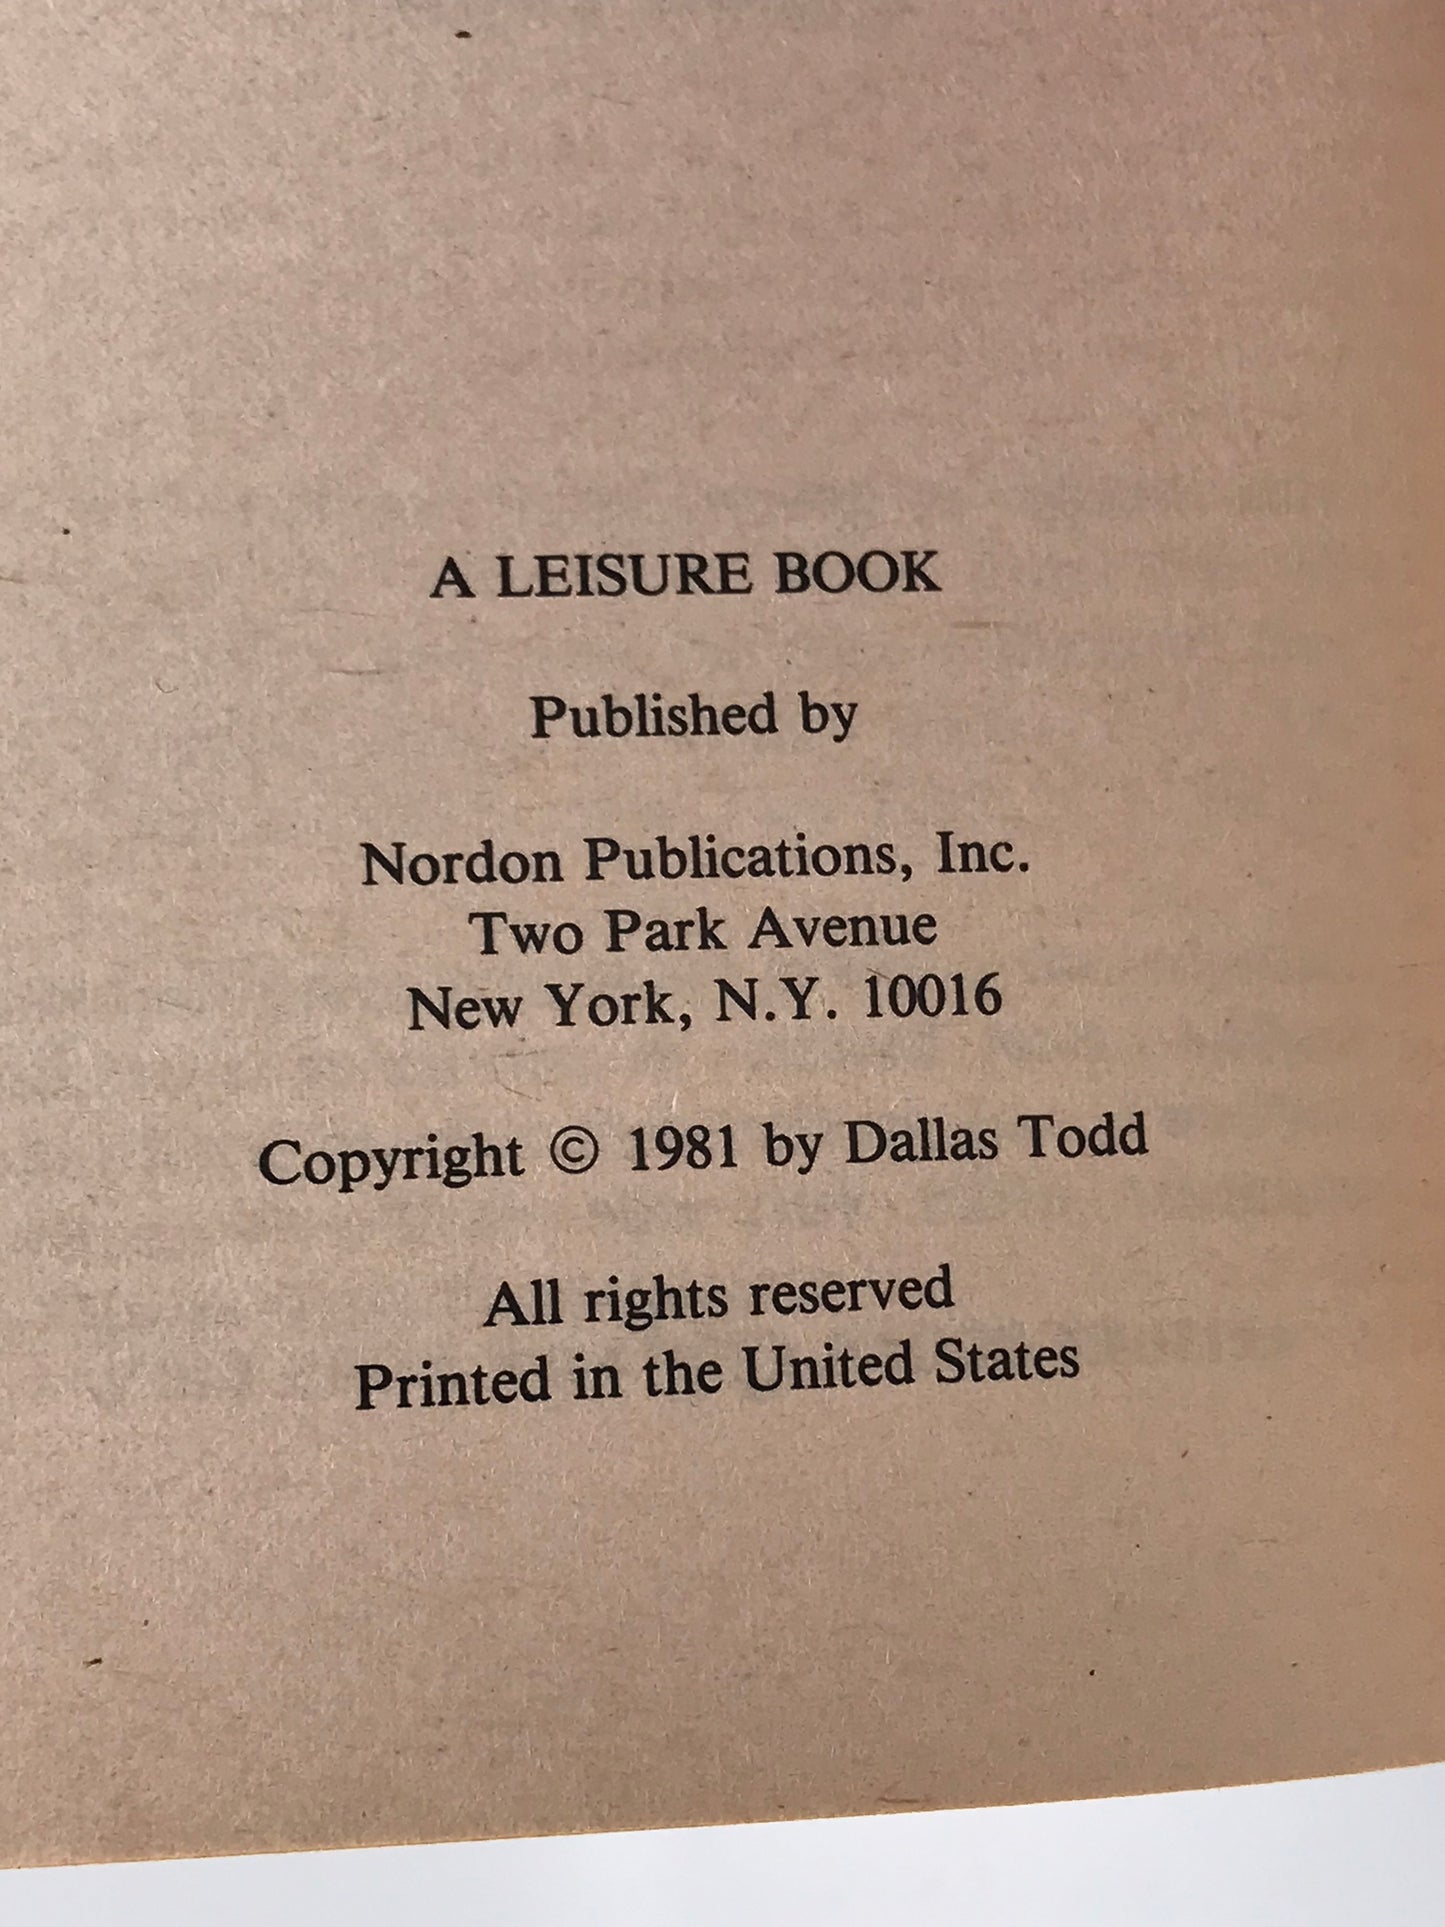 A LEISURE BOOK
Published by
Nordon Publications, Inc.
Two Park Avenue
New York, N.Y. 10016
Copyright © 1981 by Dallas Todd
All rights reserved
Printed in the United States